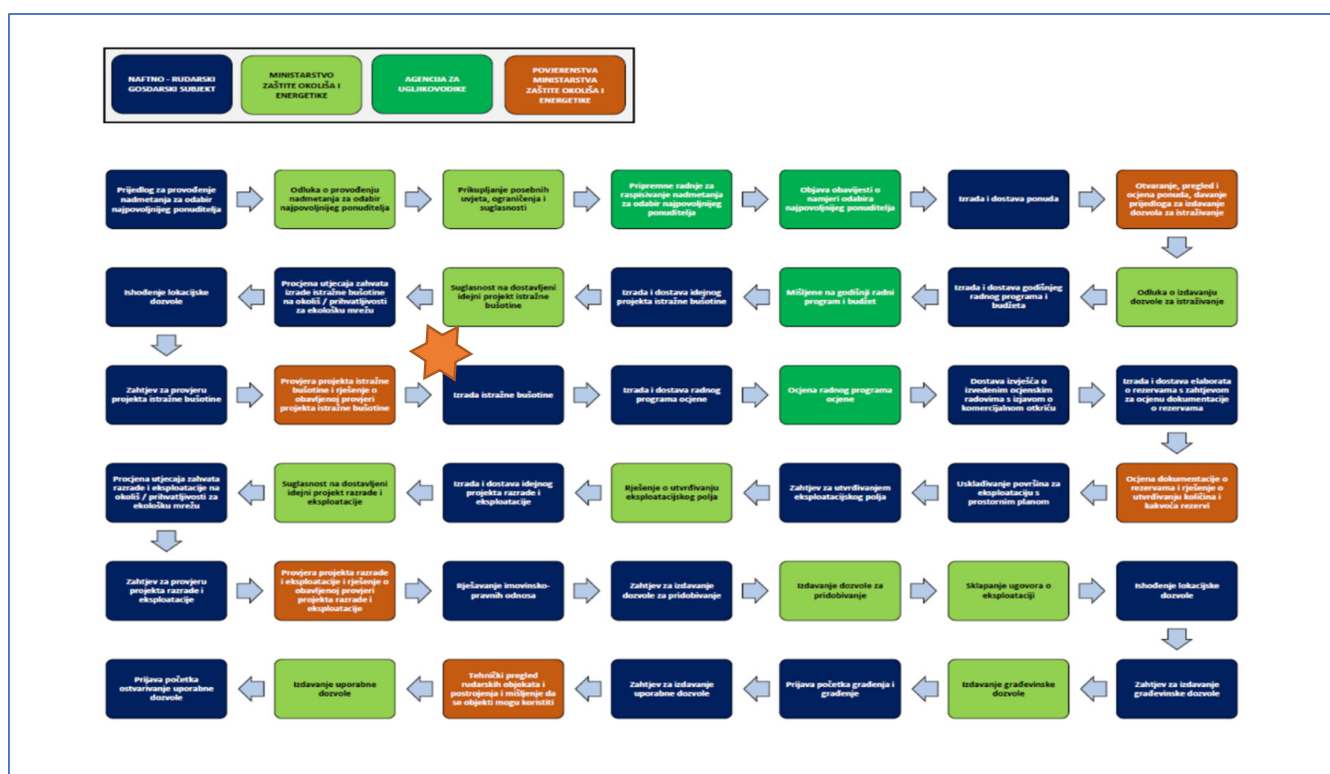 NAFTNO - RUDARSKI
GOSDARSKI SUBJEKT
MINISTARSTVO
ZAŠTITE OKOLIŠA I
ENERGETIKE
AGENCIJA ZA
UGLJIKOVODIKE
POVJERENSTVA
MINISTARSTVA
ZAŠTITE OKOLIŠA I
ENERGETIKE
Prijedlog za provođenje
nadmetanja za odabir
najpovoljnijeg ponuditelja
Odluka o provođenju
nadmetanja za odabir
najpovoljnijeg ponuditelja
Prikupljanje posebnih
uvjeta, ograničenja i
suglasnosti
Pripremne radnje za
raspisivanje nadmetanja
za odabir najpovoljnijeg
ponuditelja
Objava obavijesti o
namjeri odabira
najpovoljnijeg ponuditelja
Izrada i dostava ponuda
Otvaranje, pregled i
ocjena ponuda, davanje
prijedloga za izdavanje
dozvola za istraživanje
Odluka o izdavanju
dozvole za istraživanje
Izrada i dostava godišnjeg
radnog programa i
budžeta
Mišljene na godišnji radni
program i budžet
Izrada i dostava idejnog
projekta istražne bušotine
Suglasnost na dostavljeni
idejni projekt istražne
bušotine
Procjena utjecaja zahvata
izrade istražne bušotine
na okoliš / prihvatljivosti
za ekološku mrežu
Ishođenje lokacijske
dozvole
Zahtjev za provjeru
projekta istražne bušotine
Provjera projekta istražne
bušotine i rješenje o
obavljenoj provjeri
projekta istražne bušotine
Izrada istražne bušotine
Izrada i dostava radnog
programa ocjene
Ocjena radnog programa
ocjene
Dostava izvješća o
izvedenim ocjenskim
radovima s izjavom o
komercijalnom otkriću
Izrada i dostava elaborata
o rezervama s zahtjevom
za ocjenu dokumentacije
o rezervama
Ocjena dokumentacije o
rezervama i rješenje o
utvrđivanju količina i
kakvoća rezervi
Usklađivanje površina za
eksploataciju s
prostornim planom
Zahtjev za utvrđivanjem
eksploatacijskog polja
Rješenje o utvrđivanju
eksploatacijskog polja
Izrada i dostava idejnog
projekta razrade i
eksploatacije
Suglasnost na dostavljeni
idejni projekt razrade i
eksploatacije
Procjena utjecaja zahvata
razrade i eksploatacije na
okoliš / prihvatljivosti za
ekološku mrežu
Zahtjev za provjeru
projekta razrade i
eksploatacije
Provjera projekta razrade
i eksploatacije i rješenje o
obavljenoj provjeri
projekta razrade i
eksploatacije
Rješavanje imovinsko-
pravnih odnosa
Zahtjev za izdavanje
dozvole za pridobivanje
Izdavanje dozvole za
pridobivanje
Sklapanje ugovora o
eksploataciji
Ishođenje lokacijske
dozvole
Zahtjev za izdavanje
građevinske dozvole
Izdavanje građevinske
dozvole
Prijava početka građenja i
građenje
Zahtjev za izdavanje
uporabne dozvole
Tehnički pregled
rudarskih objekata i
postrojenja i mišljenje da
se objekti mogu koristiti
Izdavanje uporabne
dozvole
Prijava početka
ostvarivanje uporabne
dozvole